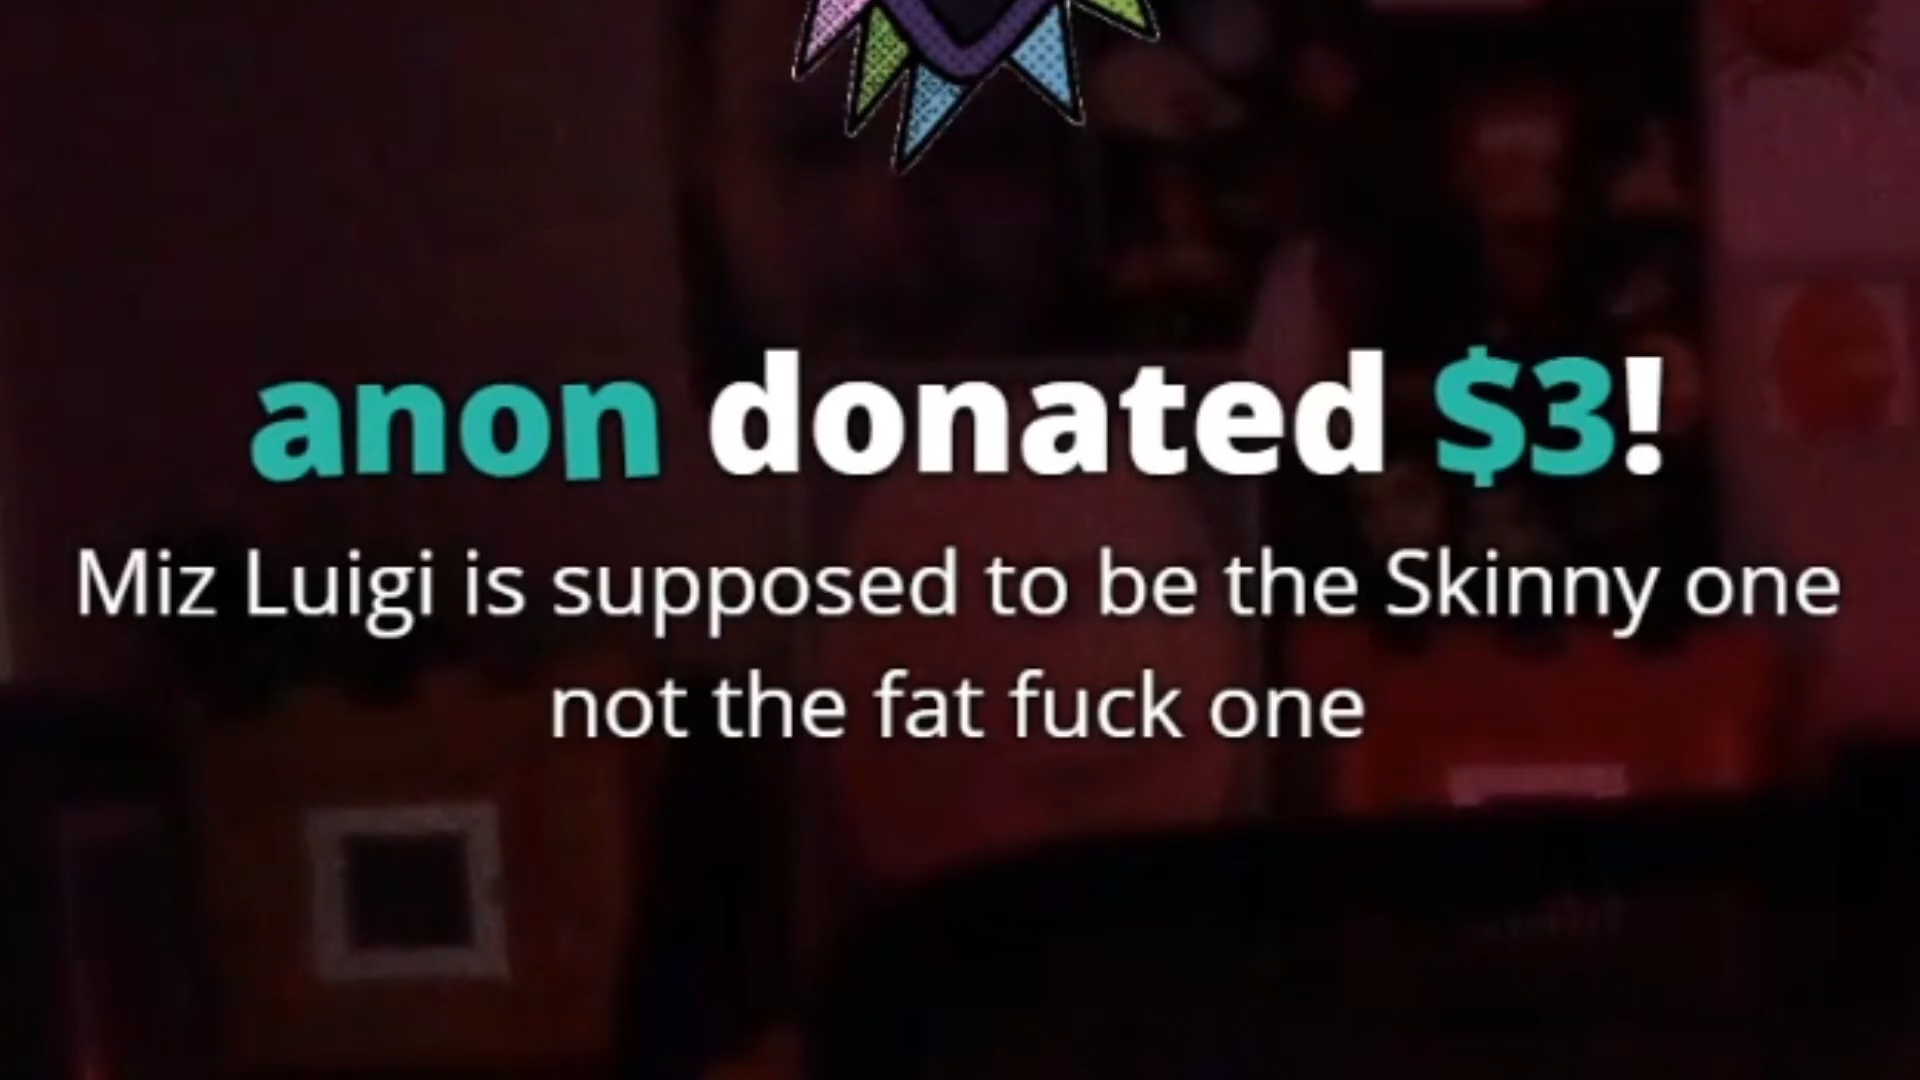 anon donated $3!
Miz Luigi is supposed to be the Skinny one
not the fat fuck one